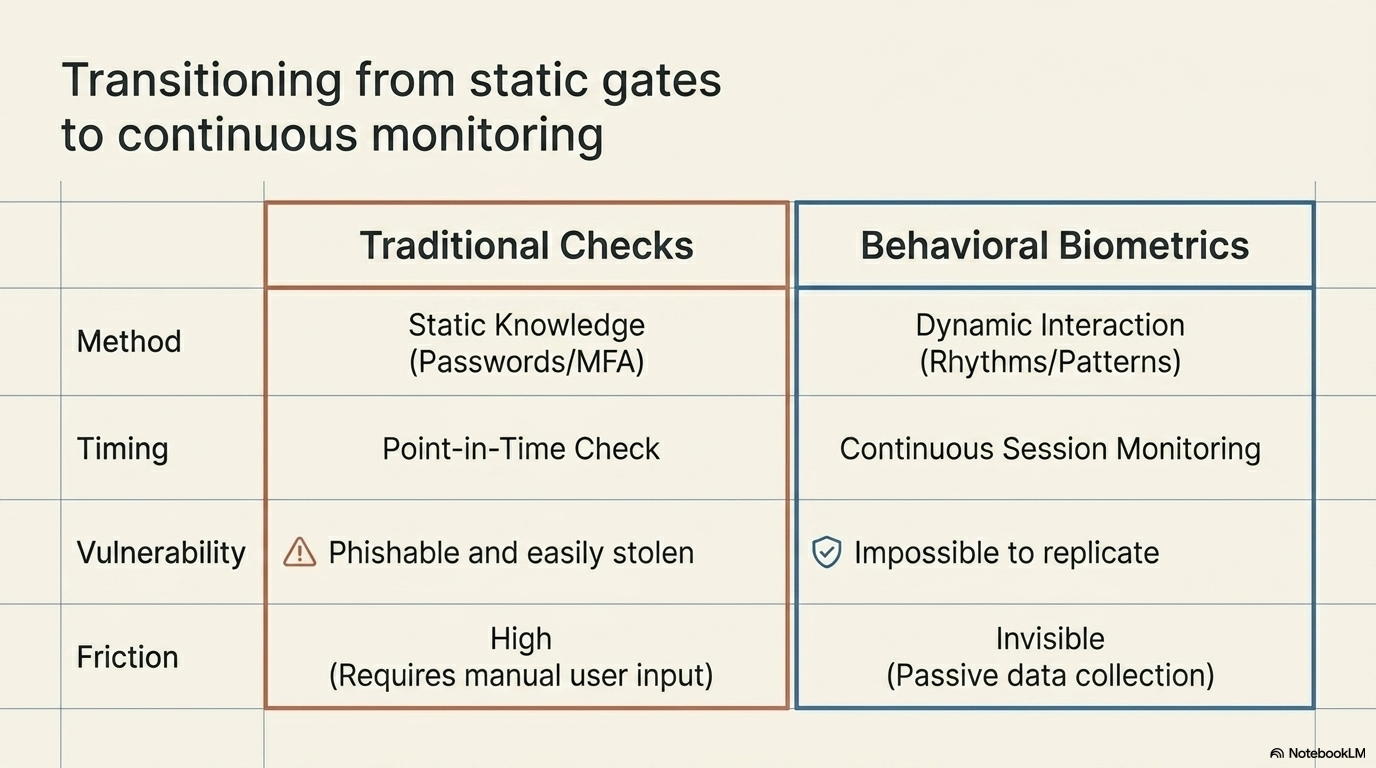 Transitioning from static gates
to continuous monitoring
Traditional Checks
Behavioral Biometrics
Method
Static Knowledge
(Passwords/MFA)
Dynamic Interaction
(Rhythms/Patterns)
Timing
Point-in-Time Check
Continuous Session Monitoring
Vulnerability
Phishable and easily stolen
Impossible to replicate
Friction
High
(Requires manual user input)
Invisible
(Passive data collection)
NotebookLM